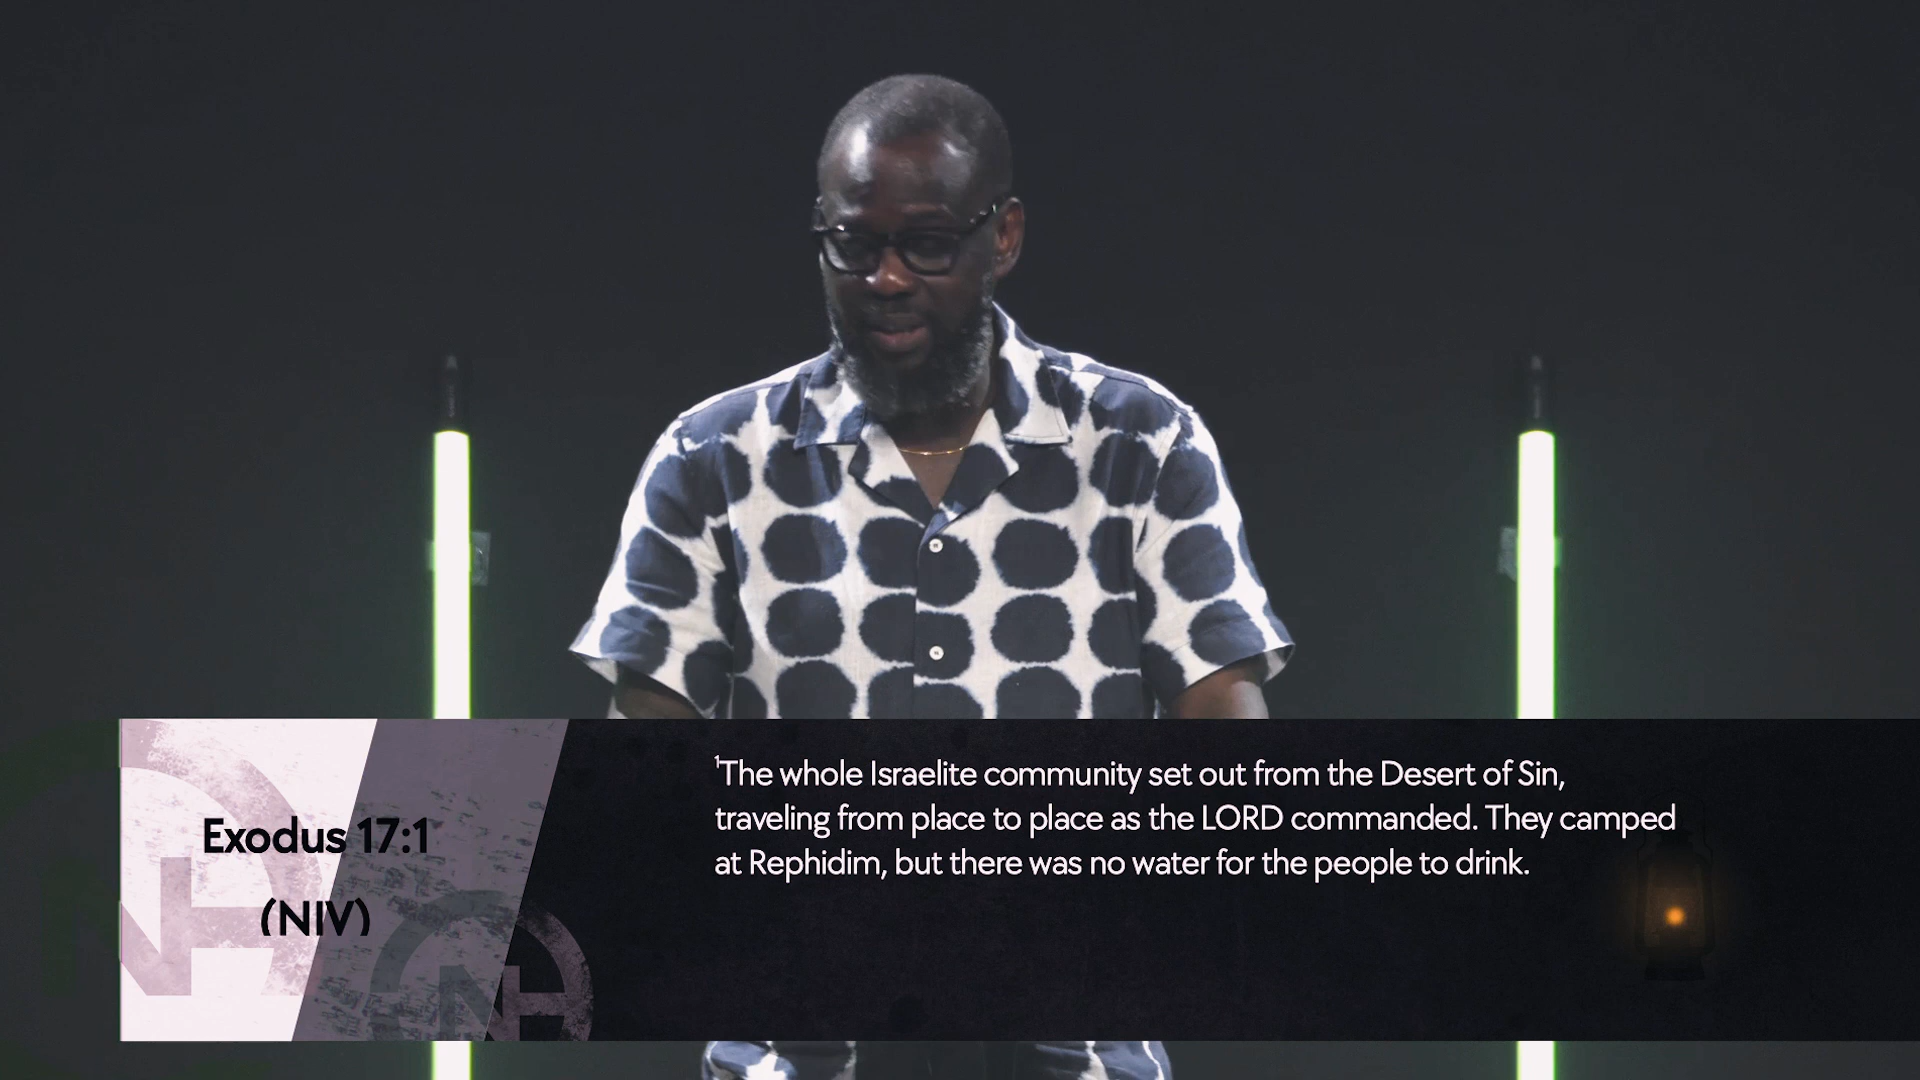 Exodus 17:1
(NIV)
¹The whole Israelite community set out from the Desert of Sin,
traveling from place to place as the LORD commanded. They camped
at Rephidim, but there was no water for the people to drink.
NH
NH